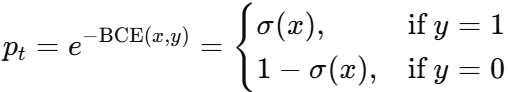 p_t = e^{-BCE(x,y)} = { σ(x), if y = 1
1 − σ(x), if y = 0